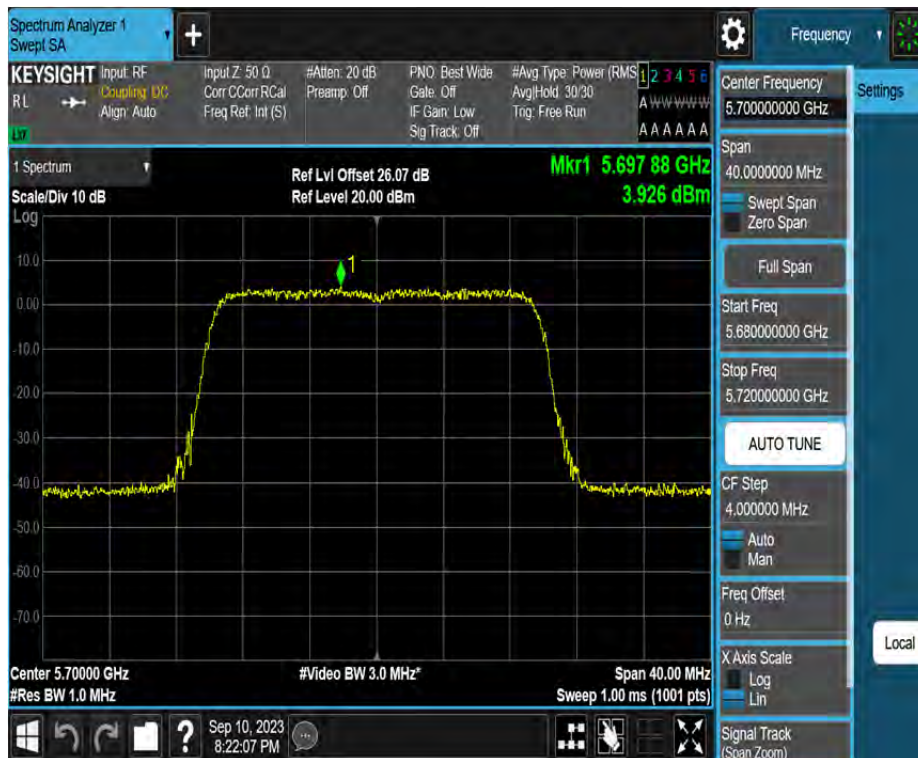 Spectrum Analyzer 1
Swept SA
+
Frequency
KEYSIGHT
RL
LXI
Input: RF
Coupling: DC
Align: Auto
Input Z: 50 Ω
Corr CCorr RCal
Freq Ref: Int (S)
#Atten: 20 dB
Preamp: Off
PNO: Best Wide
Gate: Off
IF Gain: Low
Sig Track: Off
#Avg Type: Power (RMS
Avg|Hold: 30/30
Trig: Free Run
1 2 3 4 5 6
A W W W W W
A A A A A A
1 Spectrum
Scale/Div 10 dB
Log
Ref Lvl Offset 26.07 dB
Ref Level 20.00 dBm
Mkr1 5.697 88 GHz
3.926 dBm
1
10.0
0.00
-10.0
-20.0
-30.0
-40.0
-50.0
-60.0
-70.0
Center 5.70000 GHz
#Res BW 1.0 MHz
#Video BW 3.0 MHz*
Span 40.00 MHz
Sweep 1.00 ms (1001 pts)
?
Sep 10, 2023
8:22:07 PM
Center Frequency
5.700000000 GHz
Span
40.0000000 MHz
Swept Span
Zero Span
Full Span
Start Freq
5.680000000 GHz
Stop Freq
5.720000000 GHz
AUTO TUNE
CF Step
4.000000 MHz
Auto
Man
Freq Offset
0 Hz
X Axis Scale
Log
Lin
Signal Track
(Span Zoom)
Settings
Local